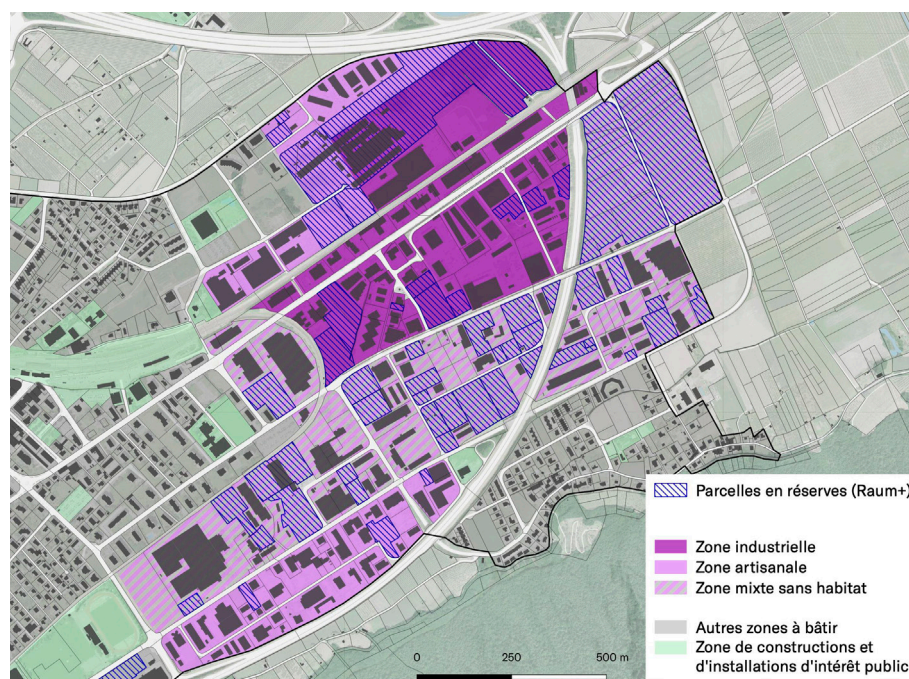 Parcelles en réserves (Raum+)
Zone industrielle
Zone artisanale
Zone mixte sans habitat
Autres zones à bâtir
Zone de constructions et
d'installations d'intérêt public
0 250 500 m